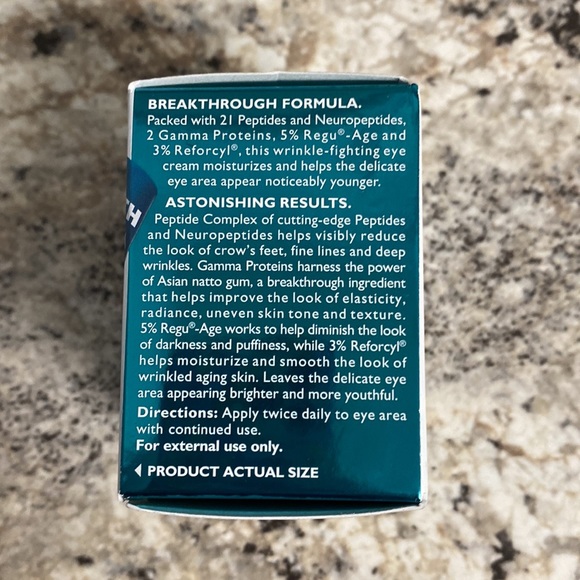 BREAKTHROUGH FORMULA.
Packed with 21 Peptides and Neuropeptides,
2 Gamma Proteins, 5% Regu®-Age and
3% Reforcyl®, this wrinkle-fighting eye
cream moisturizes and helps the delicate
eye area appear noticeably younger.
ASTONISHING RESULTS.
Peptide Complex of cutting-edge Peptides
and Neuropeptides helps visibly reduce
the look of crow's feet, fine lines and deep
wrinkles. Gamma Proteins harness the power
of Asian natto gum, a breakthrough ingredient
that helps improve the look of elasticity,
radiance, uneven skin tone and texture.
5% Regu®-Age works to help diminish the look
of darkness and puffiness, while 3% Reforcyl®
helps moisturize and smooth the look of
wrinkled aging skin. Leaves the delicate eye
area appearing brighter and more youthful.
Directions: Apply twice daily to eye area
with continued use.
For external use only.
PRODUCT ACTUAL SIZE